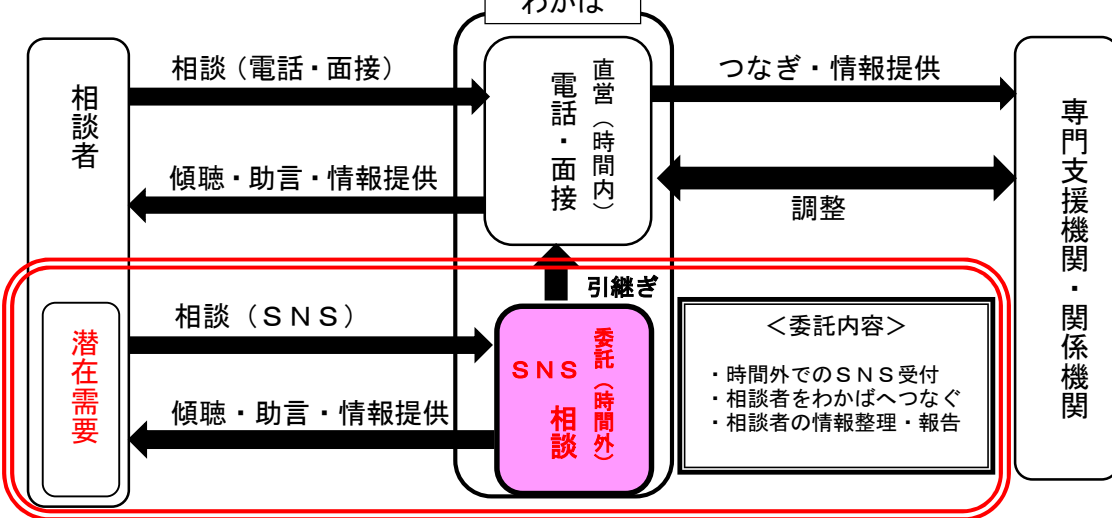 わかば
相談者
相談（電話・面接）
傾聴・助言・情報提供
直営（時間内）
電話・面接
つなぎ・情報提供
調整
専門支援機関・関係機関
引継ぎ
潜在需要
相談（ＳＮＳ）
傾聴・助言・情報提供
委託（時間外）
ＳＮＳ
相談
＜委託内容＞
・時間外でのＳＮＳ受付
・相談者をわかばへつなぐ
・相談者の情報整理・報告